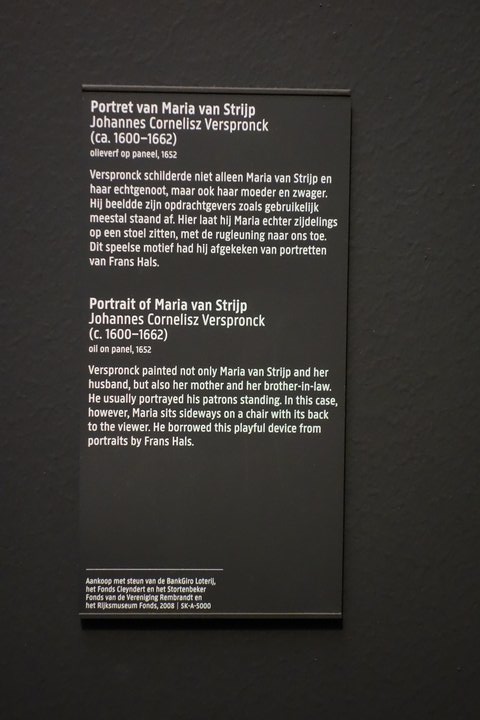 Portret van Maria van Strijp
Johannes Cornelisz Verspronck
(ca. 1600–1662)
olieverf op paneel, 1652
Verspronck schilderde niet alleen Maria van Strijp en
haar echtgenoot, maar ook haar moeder en zwager.
Hij beeldde zijn opdrachtgevers zoals gebruikelijk
meestal staand af. Hier laat hij Maria echter zijdelings
op een stoel zitten, met de rugleuning naar ons toe.
Dit speelse motief had hij afgekeken van portretten
van Frans Hals.
Portrait of Maria van Strijp
Johannes Cornelisz Verspronck
(c. 1600–1662)
oil on panel, 1652
Verspronck painted not only Maria van Strijp and her
husband, but also her mother and her brother-in-law.
He usually portrayed his patrons standing. In this case,
however, Maria sits sideways on a chair with its back
to the viewer. He borrowed this playful device from
portraits by Frans Hals.
Aankoop met steun van de BankGiro Loterij,
het Fonds Cleyndert en het Stortenbeker
Fonds van de Vereniging Rembrandt en
het Rijksmuseum Fonds, 2008 | SK-A-5000